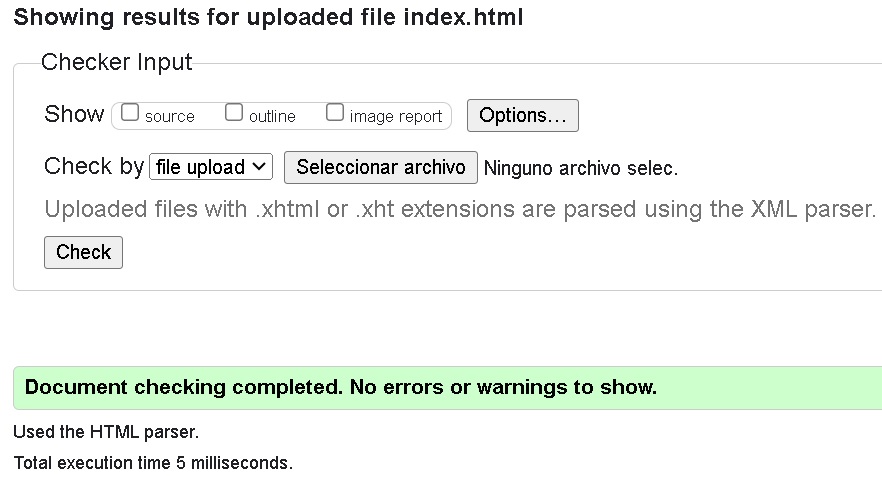 Showing results for uploaded file index.html
Checker Input
Show source outline image report Options...
Check by file upload Seleccionar archivo Ninguno archivo selec.
Uploaded files with .xhtml or .xht extensions are parsed using the XML parser.
Check
Document checking completed. No errors or warnings to show.
Used the HTML parser.
Total execution time 5 milliseconds.